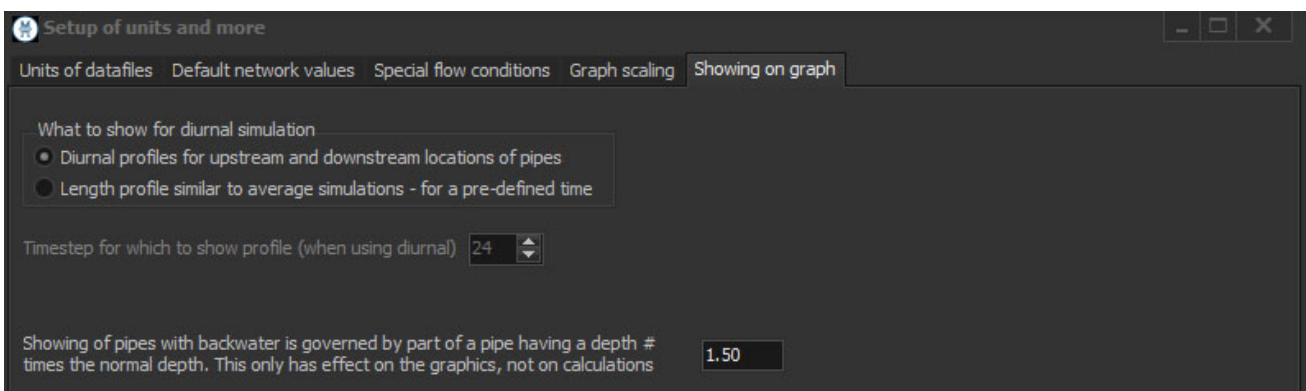 Setup of units and more
Units of datafiles Default network values Special flow conditions Graph scaling Showing on graph
What to show for diurnal simulation
Diurnal profiles for upstream and downstream locations of pipes
Length profile similar to average simulations - for a pre-defined time
Timestep for which to show profile (when using diurnal) 24
Showing of pipes with backwater is governed by part of a pipe having a depth #
times the normal depth. This only has effect on the graphics, not on calculations
1.50